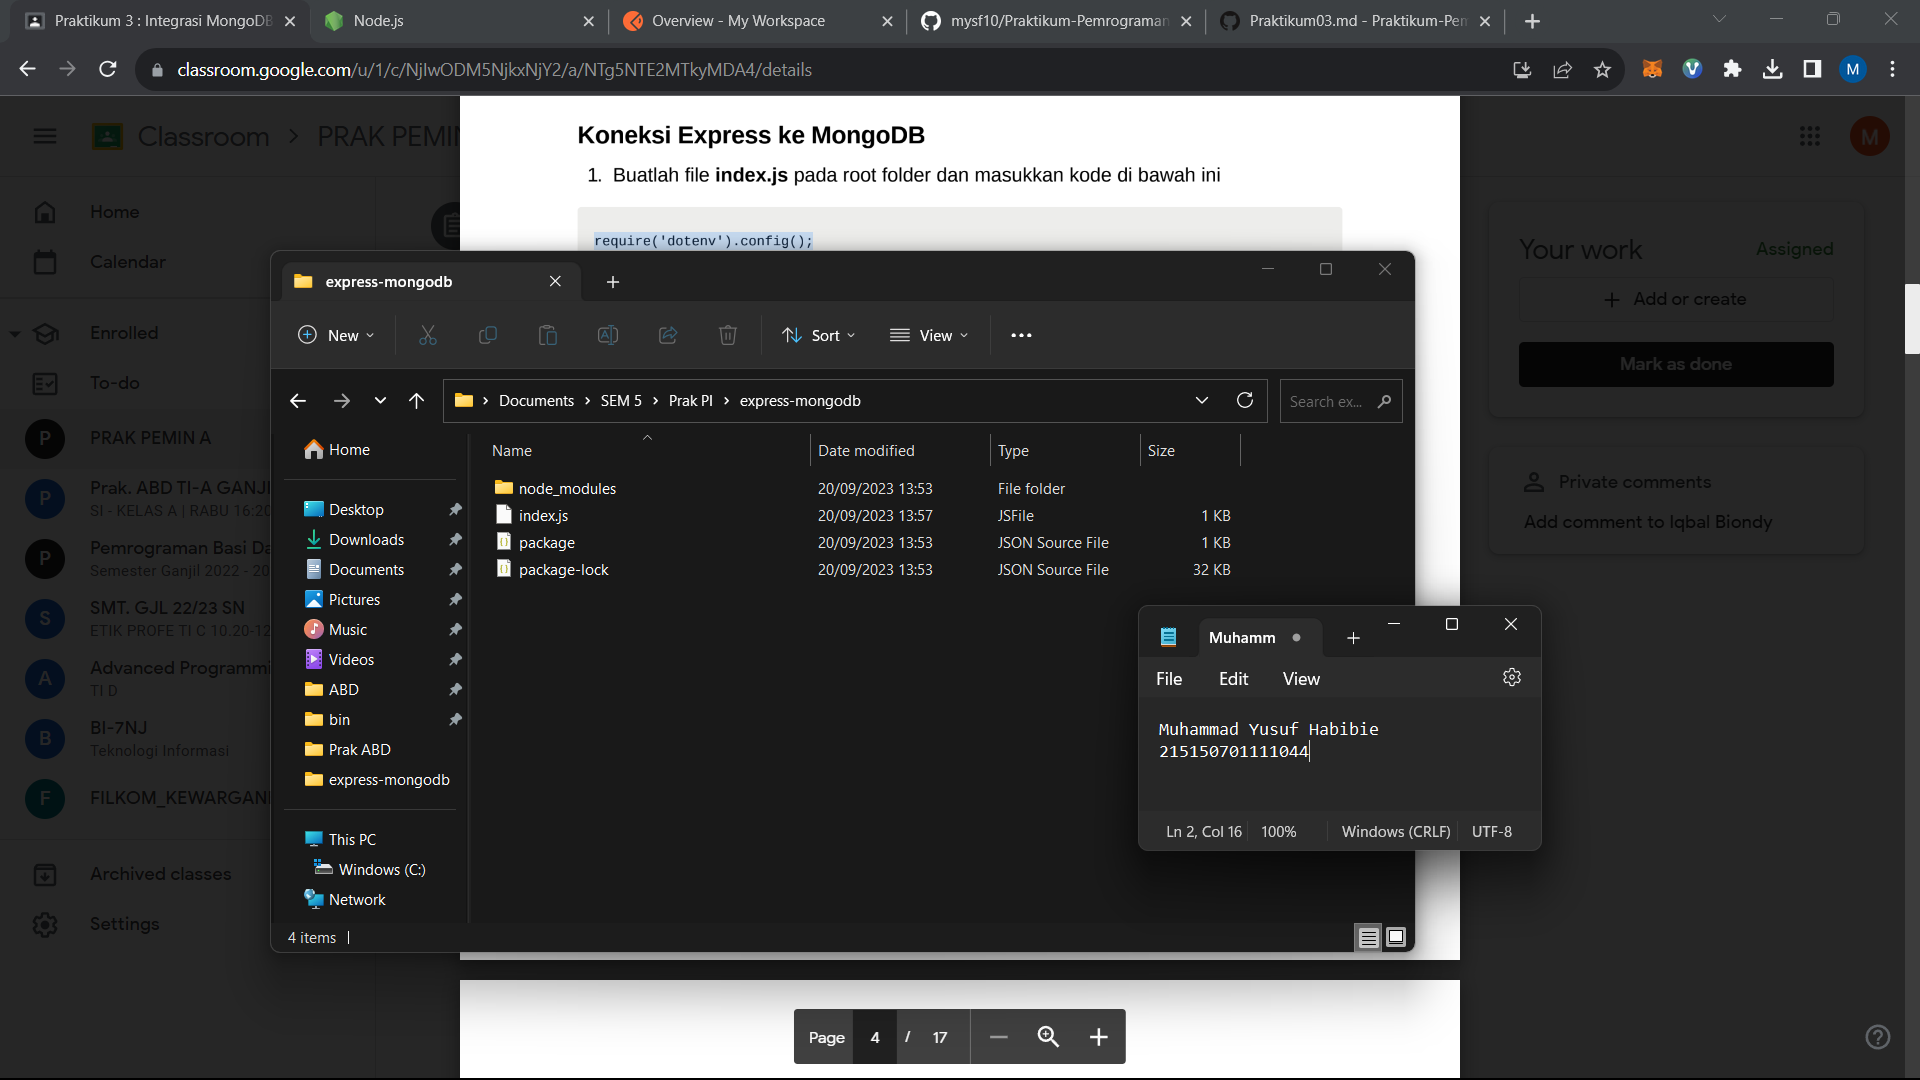 Praktikum 3 : Integrasi MongoDB
Node.js
Overview - My Workspace
mysf10/Praktikum-Pemrograman
Praktikum03.md - Praktikum-Pem
classroom.google.com/u/1/c/NjIwODM5NjkxNjY2/a/NTg5NTE2MTkyMDA4/details
M
Classroom
PRAK PEMIN
M
Home
Calendar
Enrolled
To-do
P
PRAK PEMIN A
P
Prak. ABD TI-A GANJI
SI - KELAS A | RABU 16:20
P
Pemrograman Basi Da
Semester Ganjil 2022 - 20
S
SMT. GJL 22/23 SN
ETIK PROFE TI C 10.20-12
A
Advanced Programmi
TI D
B
BI-7NJ
Teknologi Informasi
F
FILKOM_KEWARGANE
Archived classes
Settings
Koneksi Express ke MongoDB
1. Buatlah file index.js pada root folder dan masukkan kode di bawah ini
require('dotenv').config();
Your work
Assigned
Add or create
Mark as done
Private comments
Add comment to Iqbal Biondy
express-mongodb
New
Sort
View
Documents > SEM 5 > Prak PI > express-mongodb
Search ex...
Home
Desktop
Downloads
Documents
Pictures
Music
Videos
ABD
bin
Prak ABD
express-mongodb
This PC
Windows (C:)
Network
Name Date modified Type Size
node_modules 20/09/2023 13:53 File folder
index.js 20/09/2023 13:57 JSFile 1 KB
package 20/09/2023 13:53 JSON Source File 1 KB
package-lock 20/09/2023 13:53 JSON Source File 32 KB
4 items
Muhamm
File Edit View
Muhammad Yusuf Habibie
215150701111044
Ln 2, Col 16 100% Windows (CRLF) UTF-8
Page 4 / 17